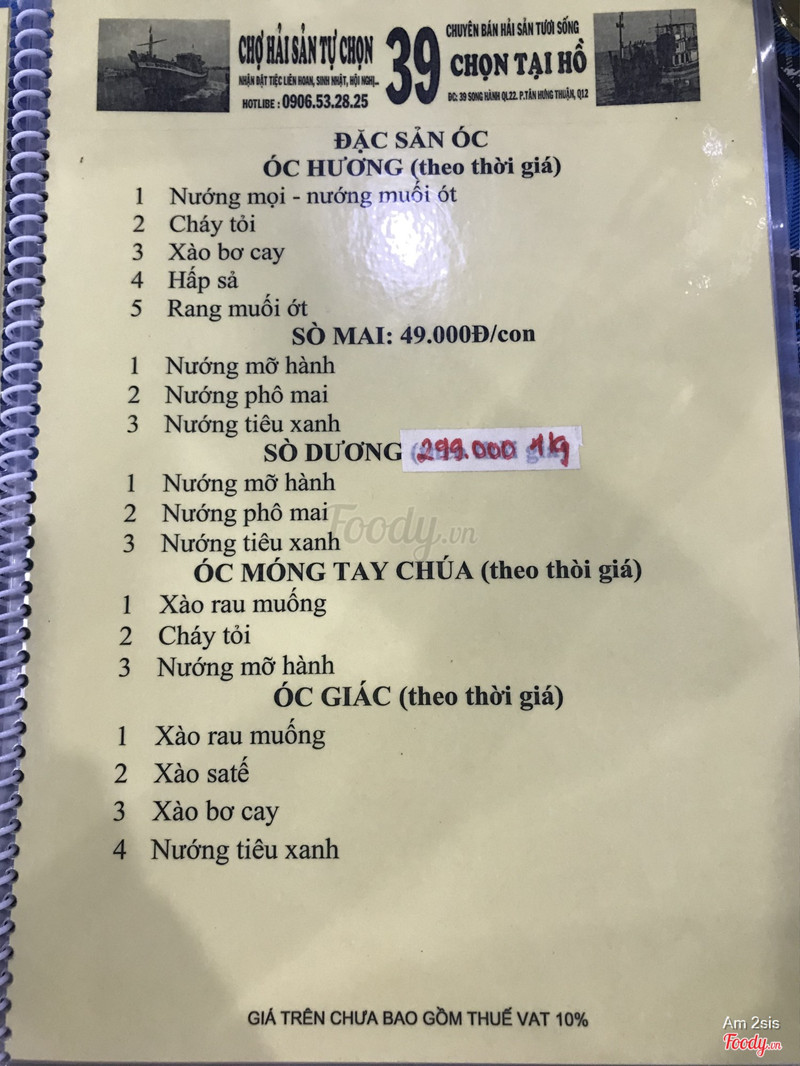 CHỢ HẢI SẢN TỰ CHỌN
NHẬN ĐẶT TIỆC LIÊN HOAN, SINH NHẬT, HỘI NGHỊ...
HOTLIBE : 0906.53.28.25
39
CHUYÊN BÁN HẢI SẢN TƯƠI SỐNG
CHỌN TẠI HỒ
ĐC: 39 SONG HÀNH QL22. P.TÂN HƯNG THUẬN, Q12
ĐẶC SẢN ÓC
ÓC HƯƠNG (theo thời giá)
1 Nướng mọi - nướng muối ót
2 Cháy tỏi
3 Xào bơ cay
4 Hấp sả
5 Rang muối ớt
SÒ MAI: 49.000Đ/con
1 Nướng mỡ hành
2 Nướng phô mai
3 Nướng tiêu xanh
SÒ DƯƠNG 299.000 1kg
1 Nướng mỡ hành
2 Nướng phô mai
3 Nướng tiêu xanh
ÓC MÓNG TAY CHÚA (theo thòi giá)
1 Xào rau muống
2 Cháy tỏi
3 Nướng mỡ hành
ÓC GIÁC (theo thời giá)
1 Xào rau muống
2 Xào satế
3 Xào bơ cay
4 Nướng tiêu xanh
GIÁ TRÊN CHƯA BAO GỒM THUẾ VAT 10%
Foody.vn
Am 2sis
Foody.vn